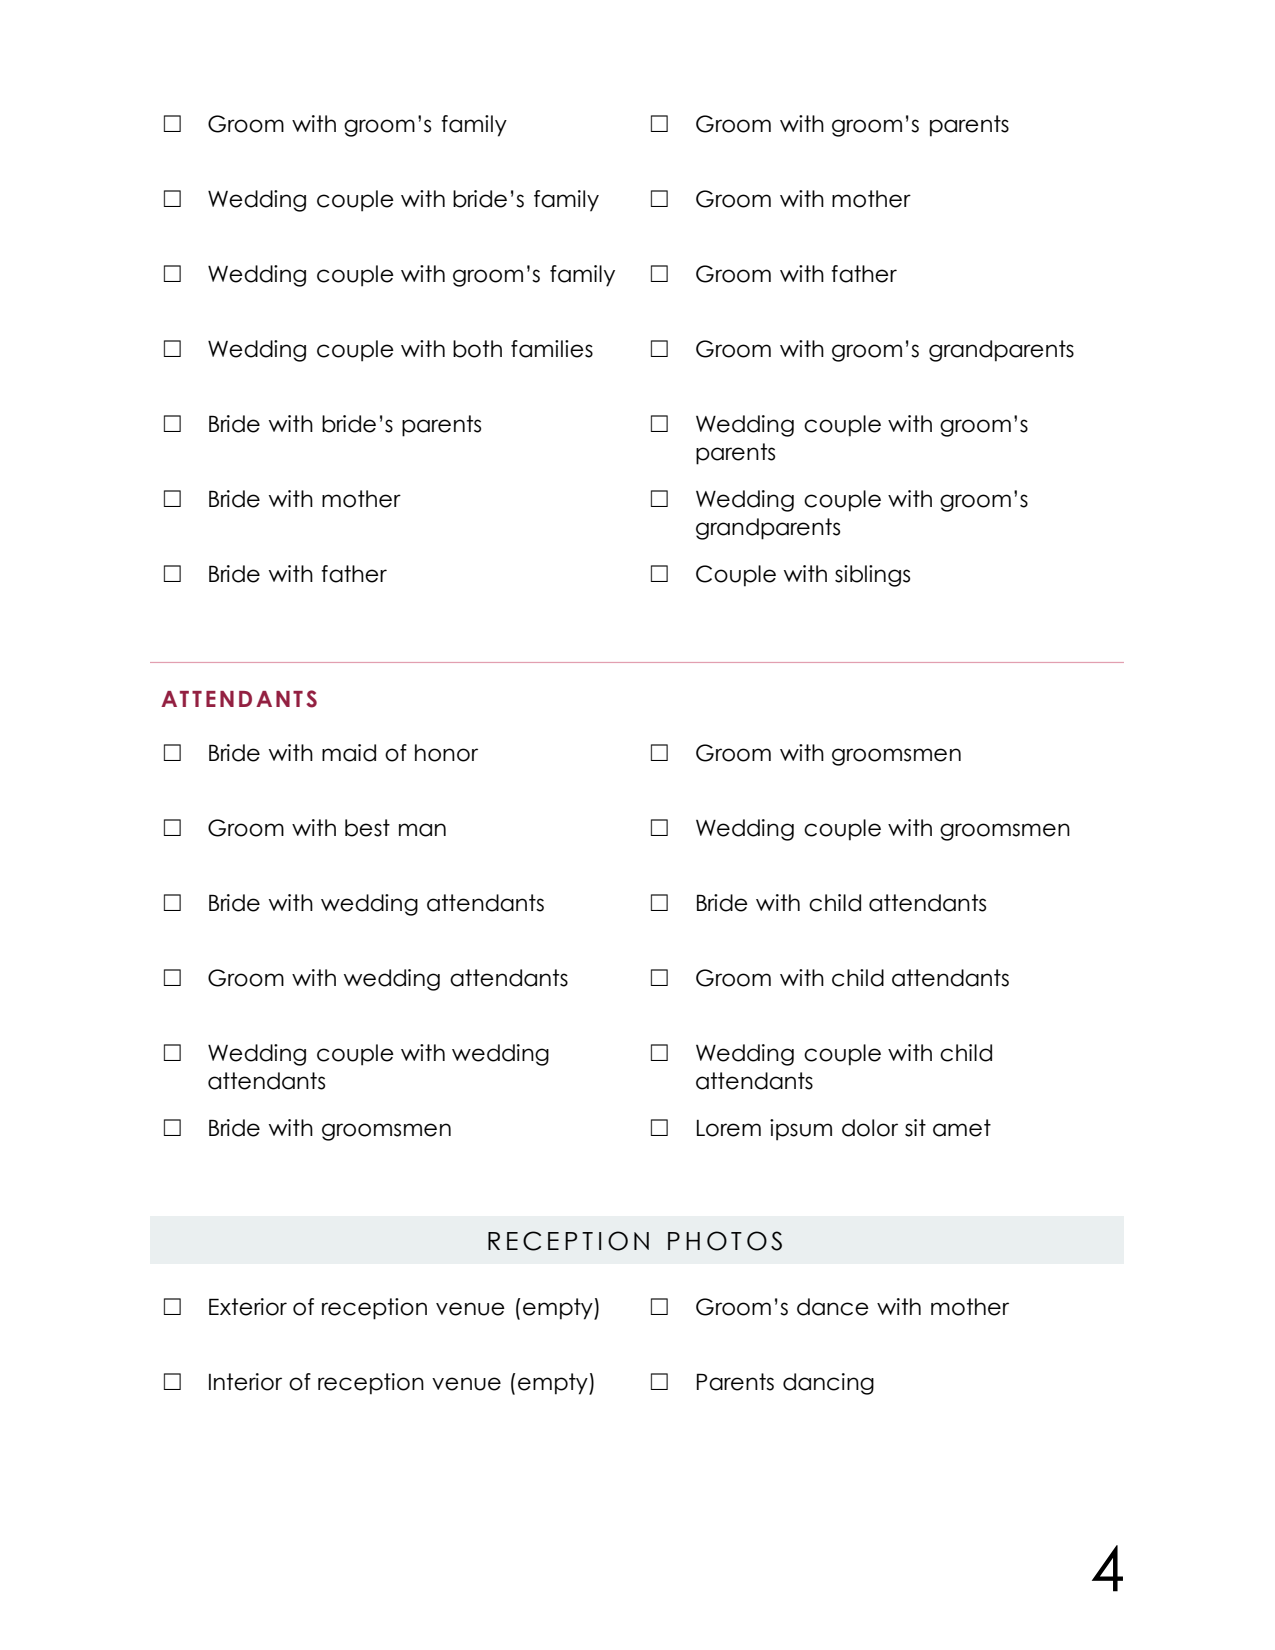 ☐ Groom with groom’s family
☐ Groom with groom’s parents
☐ Wedding couple with bride’s family
☐ Groom with mother
☐ Wedding couple with groom’s family
☐ Groom with father
☐ Wedding couple with both families
☐ Groom with groom’s grandparents
☐ Bride with bride’s parents
☐ Wedding couple with groom’s
parents
☐ Bride with mother
☐ Wedding couple with groom’s
grandparents
☐ Bride with father
☐ Couple with siblings
ATTENDANTS
☐ Bride with maid of honor
☐ Groom with groomsmen
☐ Groom with best man
☐ Wedding couple with groomsmen
☐ Bride with wedding attendants
☐ Bride with child attendants
☐ Groom with wedding attendants
☐ Groom with child attendants
☐ Wedding couple with wedding
attendants
☐ Wedding couple with child
attendants
☐ Bride with groomsmen
☐ Lorem ipsum dolor sit amet
RECEPTION PHOTOS
☐ Exterior of reception venue (empty)
☐ Groom’s dance with mother
☐ Interior of reception venue (empty)
☐ Parents dancing
4